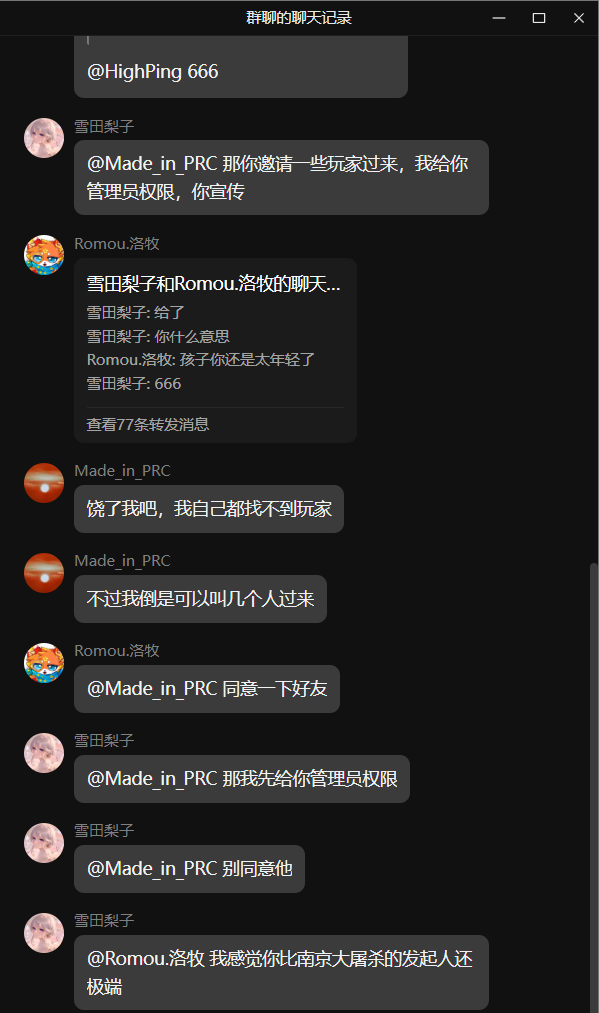 群聊的聊天记录
@HighPing 666
雪田梨子
@Made_in_PRC 那你邀请一些玩家过来，我给你
管理员权限，你宣传
Romou.洛牧
雪田梨子和Romou.洛牧的聊天...
雪田梨子: 给了
雪田梨子: 你什么意思
Romou.洛牧: 孩子你还是太年轻了
雪田梨子: 666
查看77条转发消息
Made_in_PRC
饶了我吧，我自己都找不到玩家
Made_in_PRC
不过我倒是可以叫几个人过来
Romou.洛牧
@Made_in_PRC 同意一下好友
雪田梨子
@Made_in_PRC 那我先给你管理员权限
雪田梨子
@Made_in_PRC 别同意他
雪田梨子
@Romou.洛牧 我感觉你比南京大屠杀的发起人还
极端